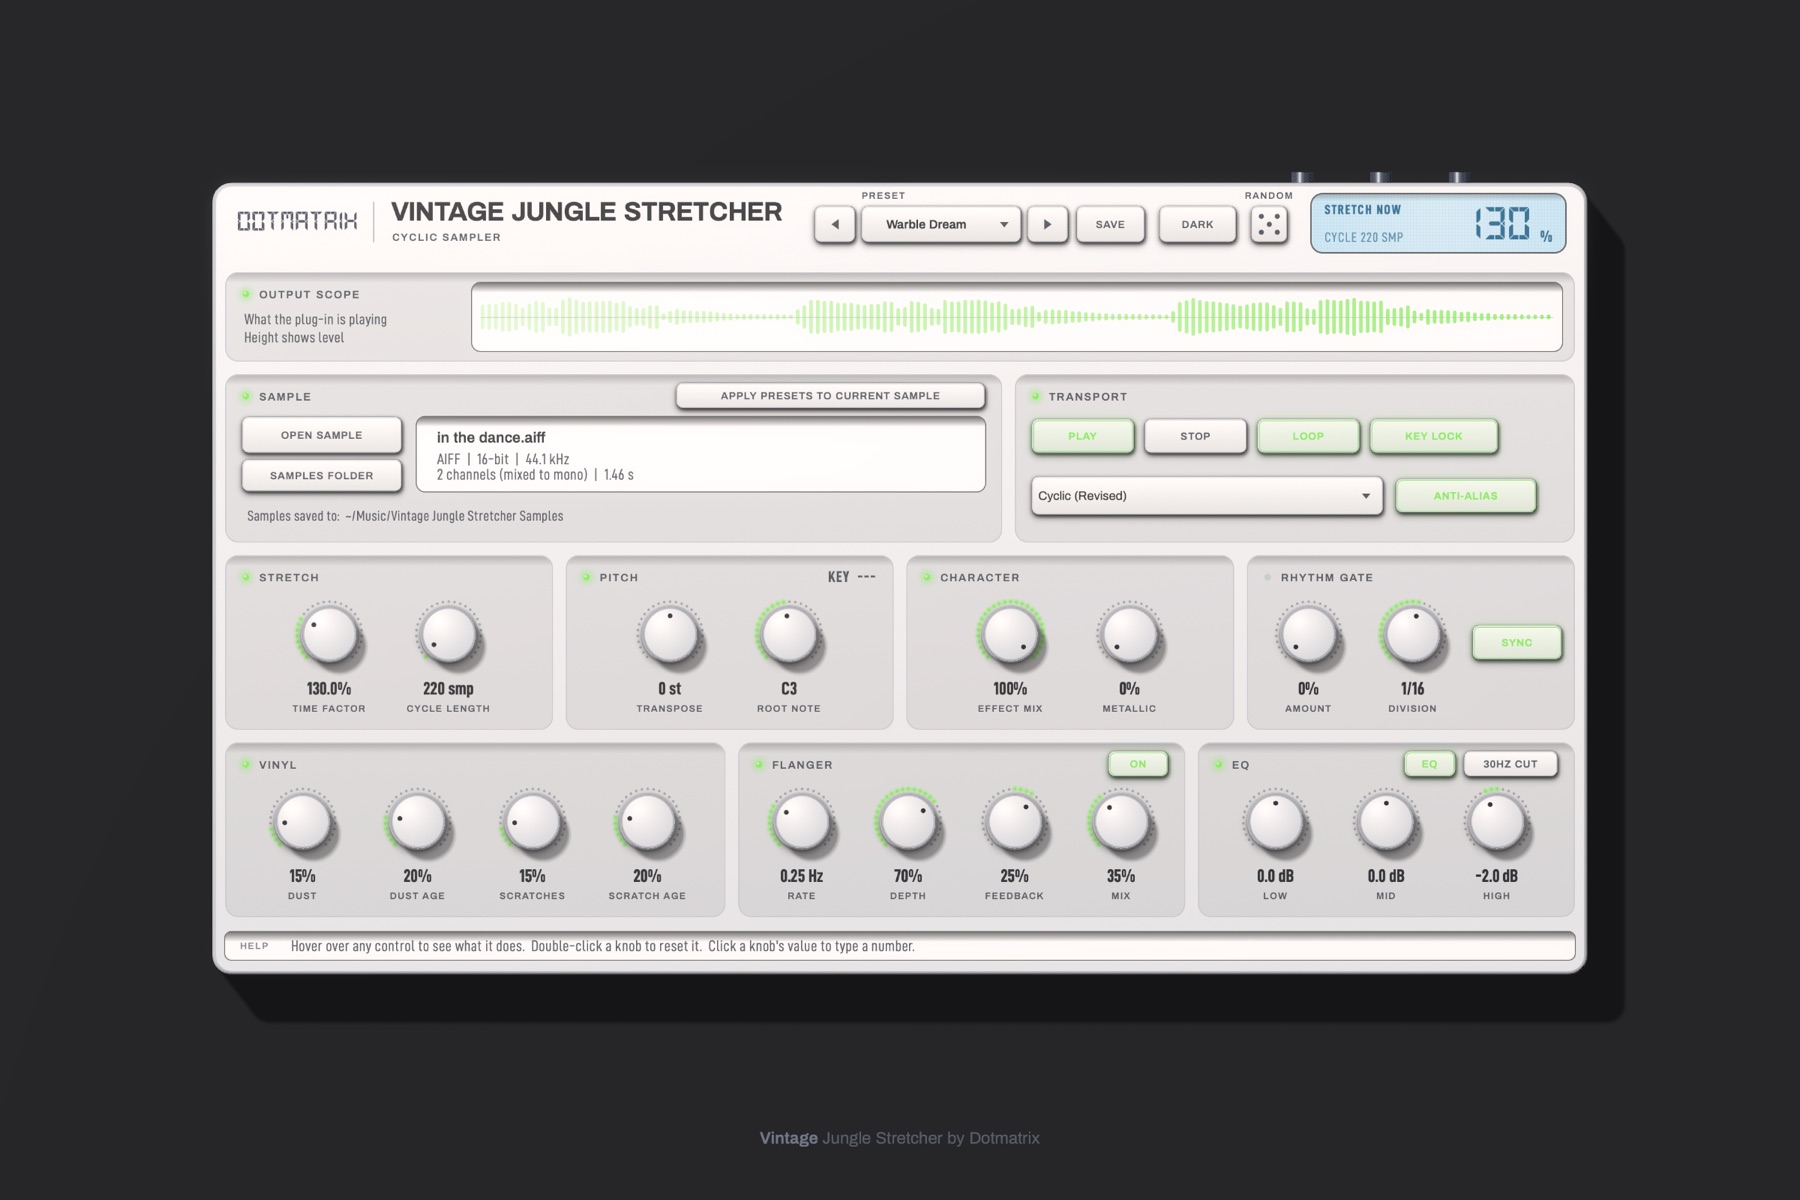 DOTMATRIX
VINTAGE JUNGLE STRETCHER
CYCLIC SAMPLER
PRESET
Warble Dream
SAVE
DARK
RANDOM
STRETCH NOW
CYCLE 220 SMP
130 %
OUTPUT SCOPE
What the plug-in is playing
Height shows level
SAMPLE
APPLY PRESETS TO CURRENT SAMPLE
OPEN SAMPLE
SAMPLES FOLDER
in the dance.aiff
AIFF | 16-bit | 44.1 kHz
2 channels (mixed to mono) | 1.46 s
Samples saved to: ~/Music/Vintage Jungle Stretcher Samples
TRANSPORT
PLAY
STOP
LOOP
KEY LOCK
Cyclic (Revised)
ANTI-ALIAS
STRETCH
130.0%
TIME FACTOR
220 smp
CYCLE LENGTH
PITCH
KEY ---
0 st
TRANSPOSE
C3
ROOT NOTE
CHARACTER
100%
EFFECT MIX
0%
METALLIC
RHYTHM GATE
0%
AMOUNT
1/16
DIVISION
SYNC
VINYL
15%
DUST
20%
DUST AGE
15%
SCRATCHES
20%
SCRATCH AGE
FLANGER
ON
0.25 Hz
RATE
70%
DEPTH
25%
FEEDBACK
35%
MIX
EQ
EQ
30HZ CUT
0.0 dB
LOW
0.0 dB
MID
-2.0 dB
HIGH
HELP
Hover over any control to see what it does. Double-click a knob to reset it. Click a knob's value to type a number.
Vintage Jungle Stretcher by Dotmatrix